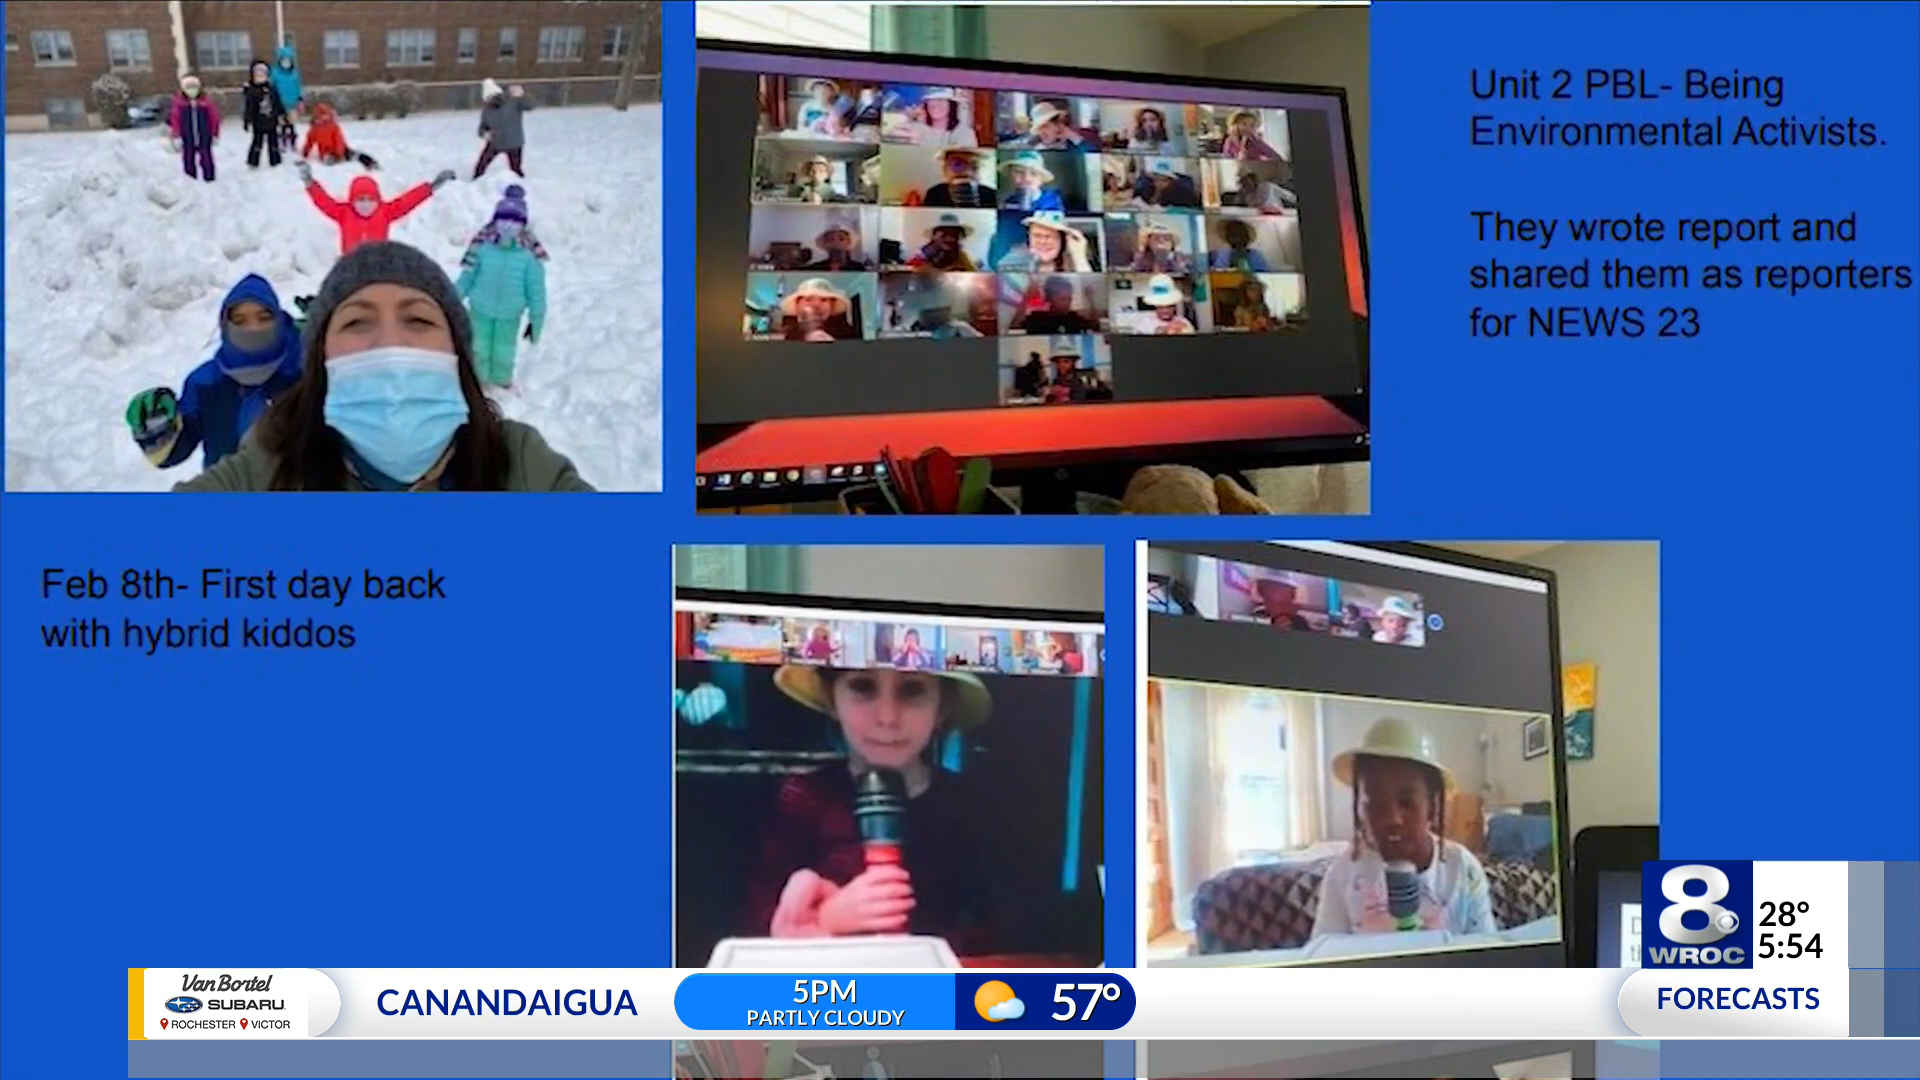 Unit 2 PBL- Being
Environmental Activists.
They wrote report and
shared them as reporters
for NEWS 23
Feb 8th- First day back
with hybrid kiddos
8
WROC
28°
5:54
Van Bortel
SUBARU.
ROCHESTER VICTOR
CANANDAIGUA
5PM
PARTLY CLOUDY
57°
FORECASTS